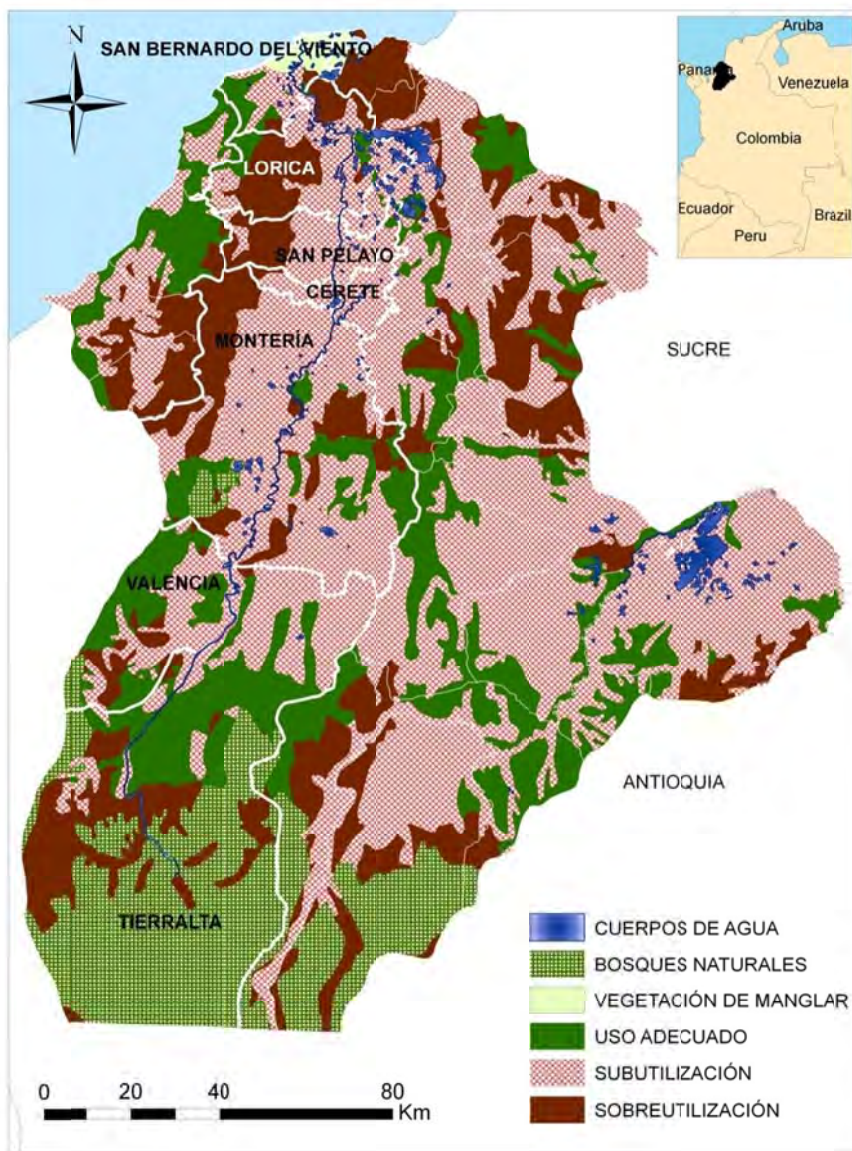 N
SAN BERNARDO DEL VIENTO
LORICA
SAN PELAYO
CERETE
MONTERÍA
VALENCIA
TIERRALTA
SUCRE
ANTIOQUIA
Aruba
Panama
Venezuela
Colombia
Ecuador
Brazil
Peru
CUERPOS DE AGUA
BOSQUES NATURALES
VEGETACIÓN DE MANGLAR
USO ADECUADO
SUBUTILIZACIÓN
SOBREUTILIZACIÓN
0 20 40 80
Km